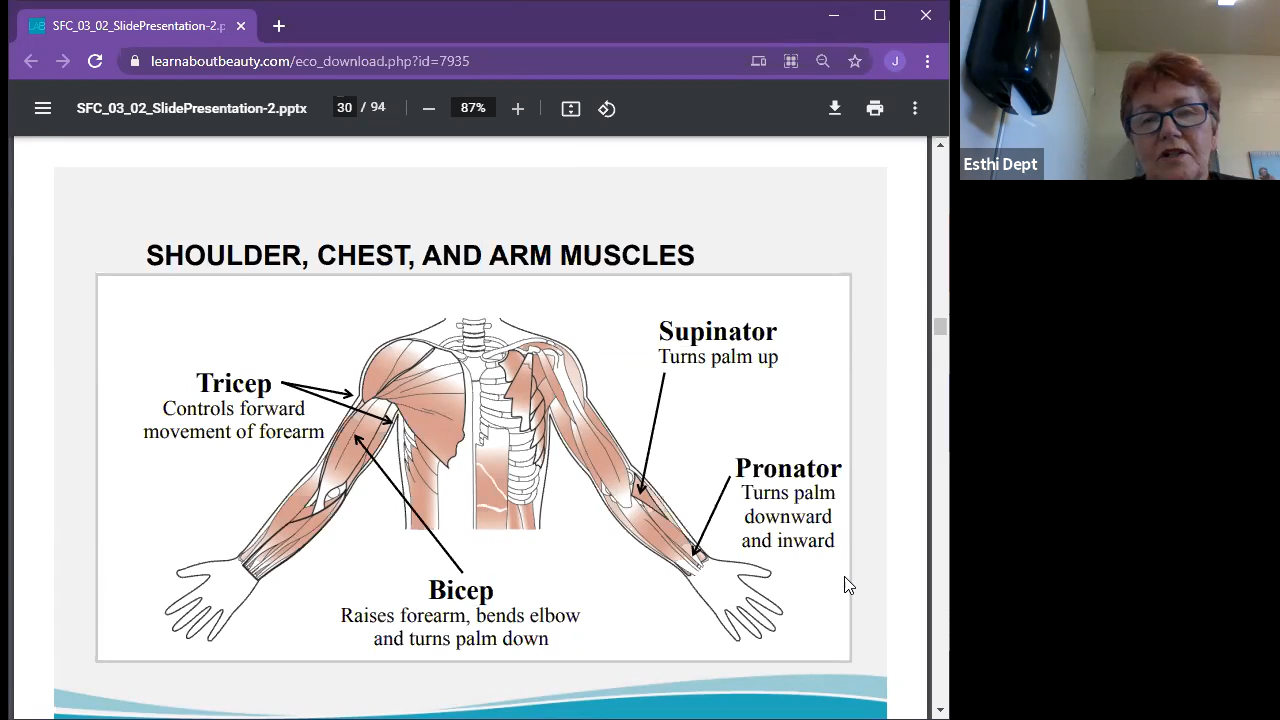 SFC_03_02_SlidePresentation-2.p
learnaboutbeauty.com/eco_download.php?id=7935
J
SFC_03_02_SlidePresentation-2.pptx
30 / 94
87%
Esthi Dept
SHOULDER, CHEST, AND ARM MUSCLES
Supinator
Turns palm up
Tricep
Controls forward
movement of forearm
Pronator
Turns palm
downward
and inward
Bicep
Raises forearm, bends elbow
and turns palm down